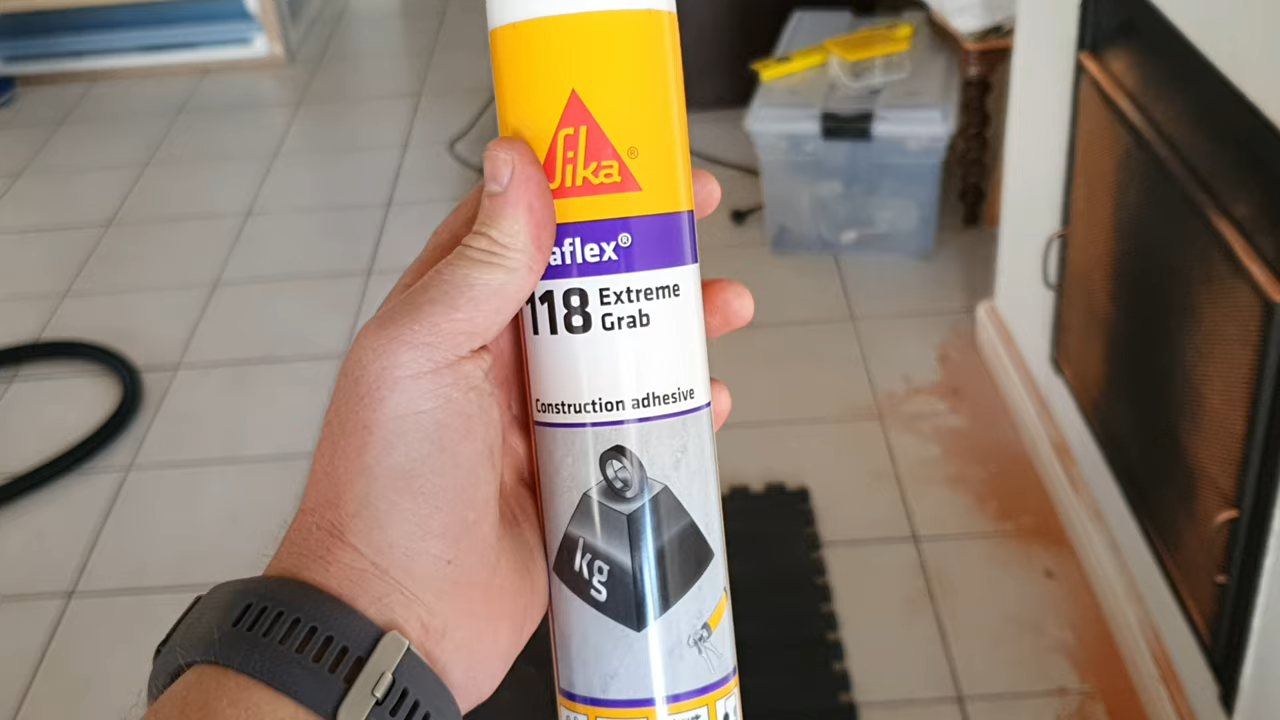 Sika®
aflex®
118 Extreme
Grab
Construction adhesive
kg